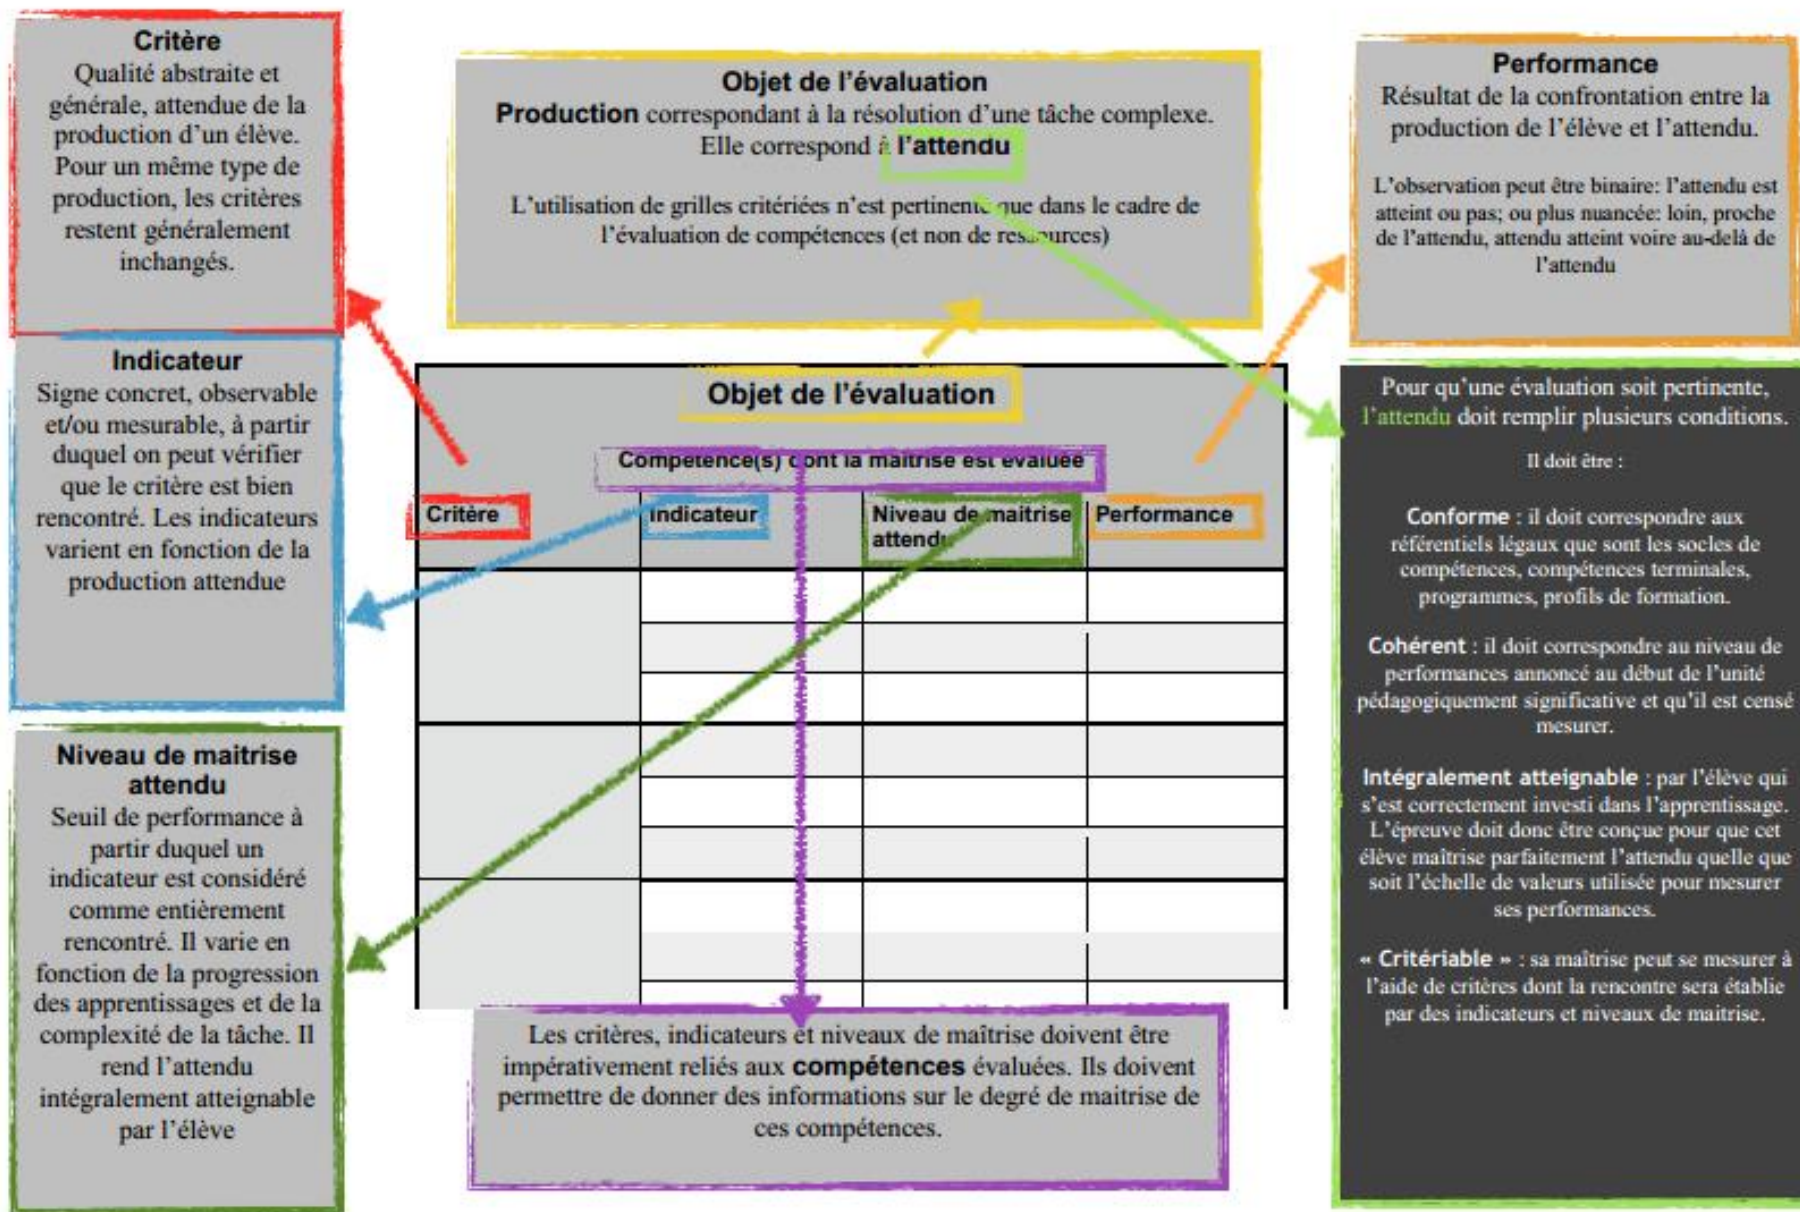 Critère
Qualité abstraite et
générale, attendue de la
production d'un élève.
Pour un même type de
production, les critères
restent généralement
inchangés.
Indicateur
Signe concret, observable
et/ou mesurable, à partir
duquel on peut vérifier
que le critère est bien
rencontré. Les indicateurs
varient en fonction de la
production attendue
Niveau de maitrise
attendu
Seuil de performance à
partir duquel un
indicateur est considéré
comme entièrement
rencontré. Il varie en
fonction de la progression
des apprentissages et de la
complexité de la tâche. Il
rend l'attendu
intégralement atteignable
par l'élève
Objet de l'évaluation
Production correspondant à la résolution d'une tâche complexe.
Elle correspond à l'attendu
L'utilisation de grilles critériées n'est pertinente que dans le cadre de
l'évaluation de compétences (et non de ressources)
Objet de l'évaluation
Compétence(s) dont la maitrise est évaluée
Critère
Indicateur
Niveau de maitrise
attendu
Performance
Les critères, indicateurs et niveaux de maîtrise doivent être
impérativement reliés aux compétences évaluées. Ils doivent
permettre de donner des informations sur le degré de maitrise de
ces compétences.
Performance
Résultat de la confrontation entre la
production de l'élève et l'attendu.
L'observation peut être binaire: l'attendu est
atteint ou pas; ou plus nuancée: loin, proche
de l'attendu, attendu atteint voire au-delà de
l'attendu
Pour qu'une évaluation soit pertinente,
l'attendu doit remplir plusieurs conditions.
Il doit être :
Conforme : il doit correspondre aux
référentiels légaux que sont les socles de
compétences, compétences terminales,
programmes, profils de formation.
Cohérent : il doit correspondre au niveau de
performances annoncé au début de l'unité
pédagogiquement significative et qu'il est censé
mesurer.
Intégralement atteignable : par l'élève qui
s'est correctement investi dans l'apprentissage.
L'épreuve doit donc être conçue pour que cet
élève maîtrise parfaitement l'attendu quelle que
soit l'échelle de valeurs utilisée pour mesurer
ses performances.
« Critériable » : sa maîtrise peut se mesurer à
l'aide de critères dont la rencontre sera établie
par des indicateurs et niveaux de maitrise.